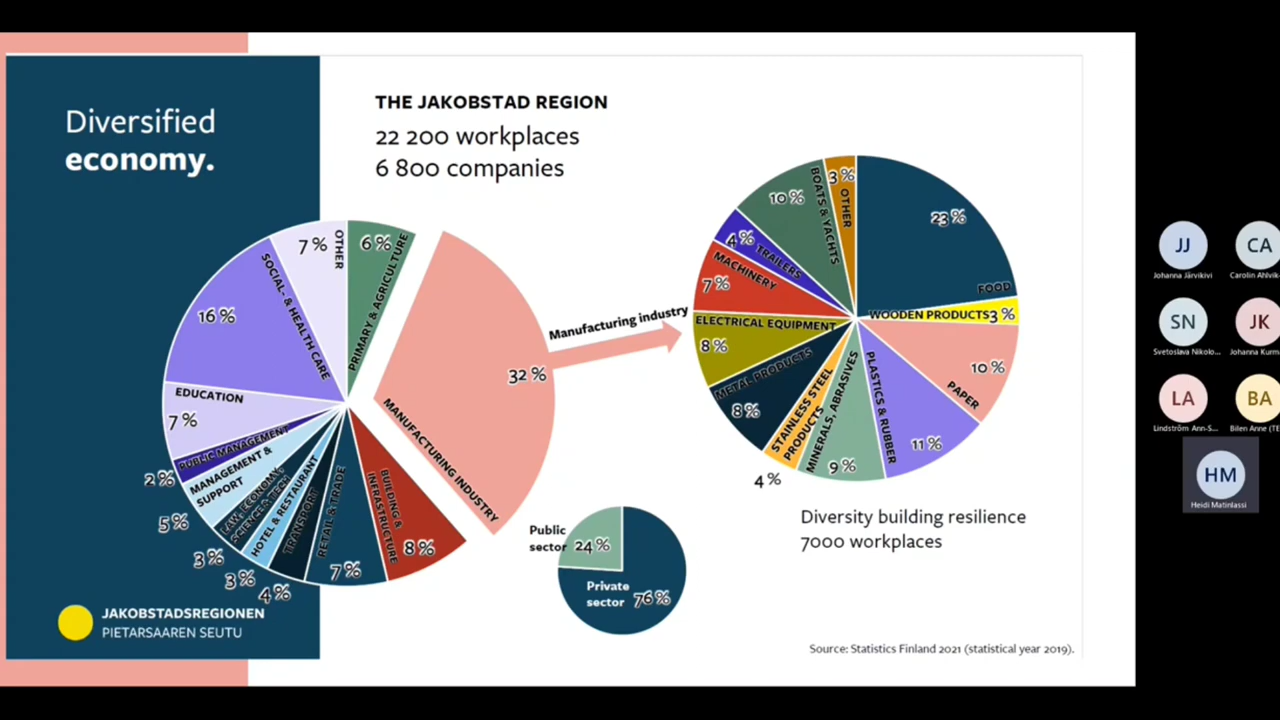 Diversified
economy.
THE JAKOBSTAD REGION
22 200 workplaces
6 800 companies
6 %
PRIMARY & AGRICULTURE
32 %
MANUFACTURING INDUSTRY
8 %
BUILDING &
INFRASTRUCTURE
7 %
RETAIL & TRADE
4 %
TRANSPORT
3 %
HOTEL & RESTAURANT
3 %
LAW, ECONOMY,
SCIENCE & TECH
5 %
MANAGEMENT &
SUPPORT
2 %
PUBLIC MANAGEMENT
7 %
EDUCATION
16 %
SOCIAL- & HEALTH CARE
7 %
OTHER
Manufacturing industry
23 %
FOOD
WOODEN PRODUCTS 3 %
10 %
PAPER
11 %
PLASTICS & RUBBER
9 %
MINERALS, ABRASIVES
4 %
STAINLESS STEEL
PRODUCTS
8 %
METAL PRODUCTS
8 %
ELECTRICAL EQUIPMENT
7 %
MACHINERY
4 %
TRAILERS
10 %
BOATS & YACHTS
3 %
OTHER
Public
sector
24 %
Private
sector
76 %
Diversity building resilience
7000 workplaces
JAKOBSTADSREGIONEN
PIETARSAAREN SEUTU
Source: Statistics Finland 2021 (statistical year 2019).
JJ
Johanna Järvikivi
CA
Carolin Ahlvik-
SN
Svetoslava Nikolo...
JK
Johanna Kurm
LA
Lindström Ann-S...
BA
Bilen Anne (TE
HM
Heidi Matinlassi